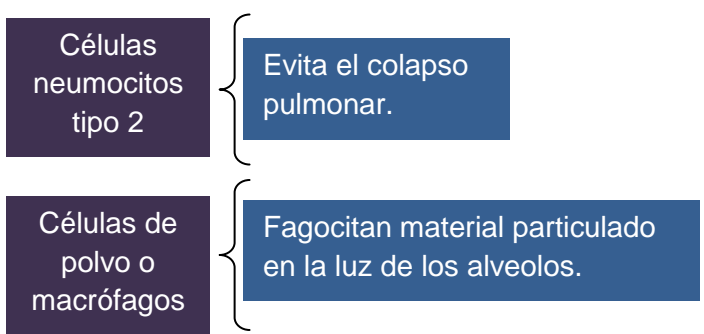 Células
neumocitos
tipo 2
Evita el colapso
pulmonar.
Células de
polvo o
macrófagos
Fagocitan material particulado
en la luz de los alveolos.